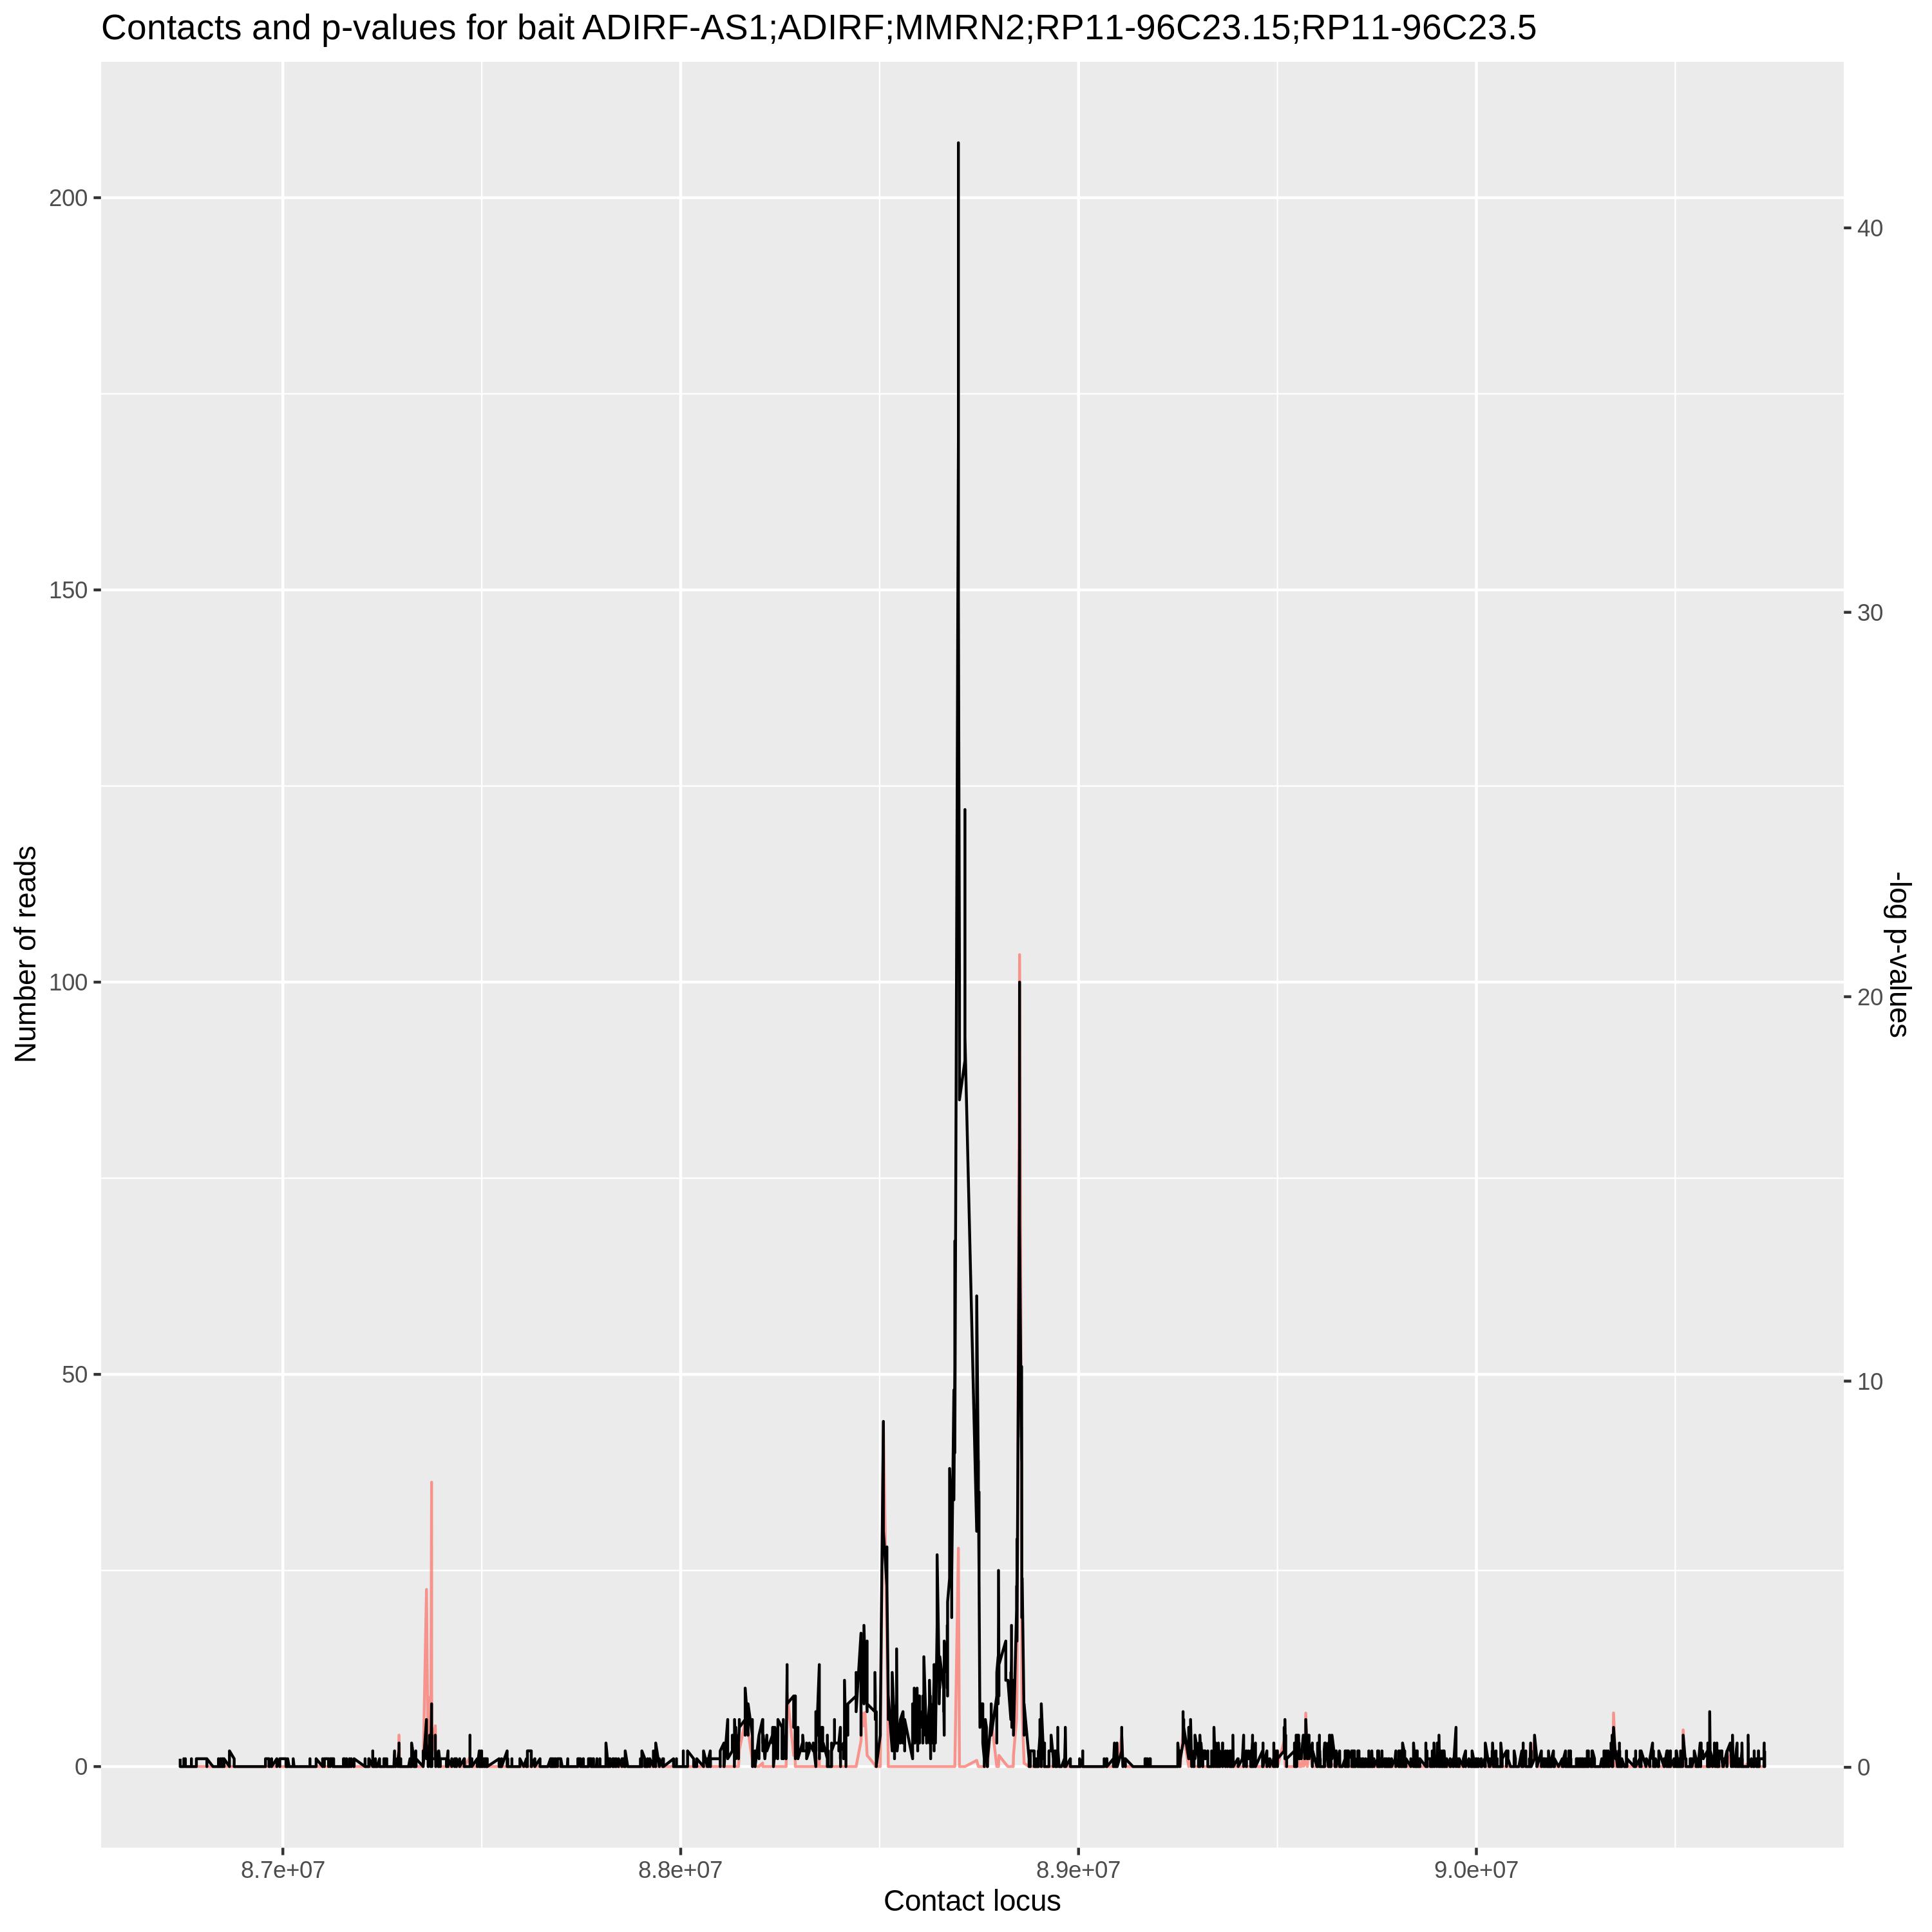 Contacts and p-values for bait ADIRF-AS1;ADIRF;MMRN2;RP11-96C23.15;RP11-96C23.5
200
150
100
50
0
Number of reads
40
30
20
10
0
-log p-values
8.7e+07
8.8e+07
8.9e+07
9.0e+07
Contact locus